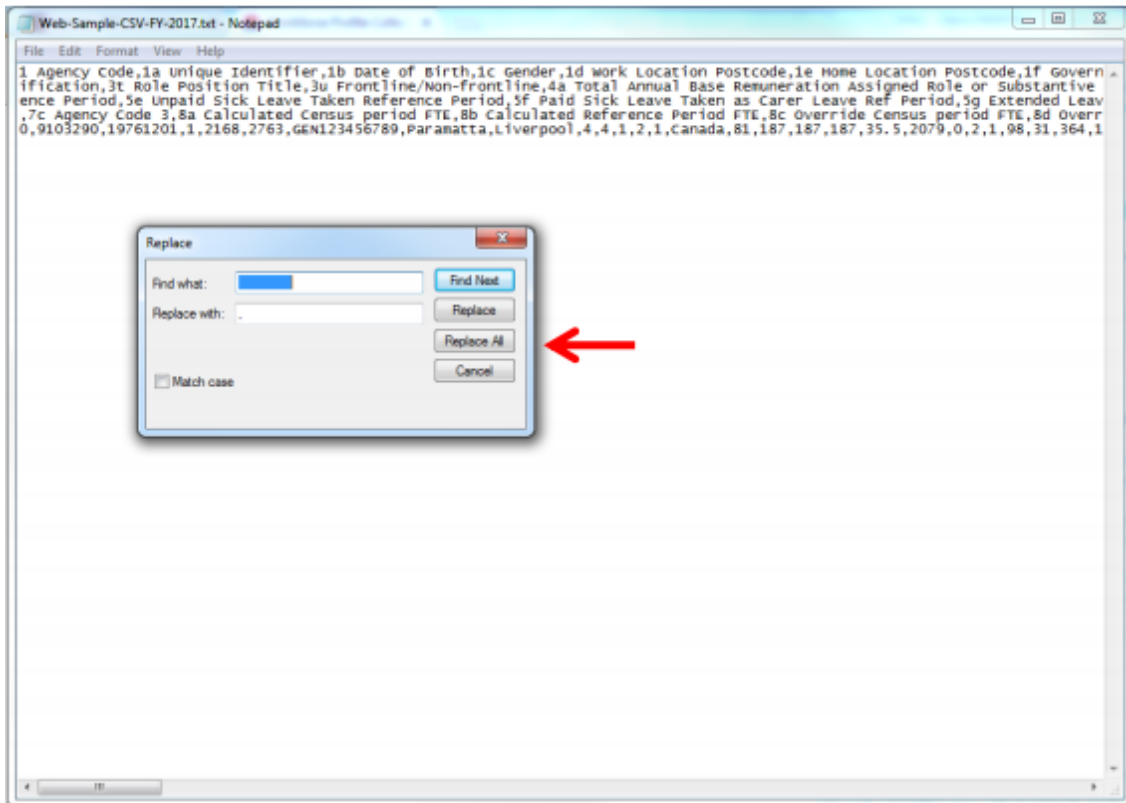 Web-Sample-CSV-FY-2017.txt - Notepad
File Edit Format View Help
1 Agency Code,1a Unique Identifier,1b Date of Birth,1c Gender,1d Work Location Postcode,1e Home Location Postcode,1f Govern
ification,3t Role Position Title,3u Frontline/Non-frontline,4a Total Annual Base Remuneration Assigned Role or Substantive
ence Period,5e Unpaid Sick Leave Taken Reference Period,5f Paid Sick Leave Taken as Carer Leave Ref Period,5g Extended Leav
,7c Agency Code 3,8a Calculated Census period FTE,8b Calculated Reference Period FTE,8c Override Census period FTE,8d Overr
0,9103290,19761201,1,2168,2763,GEN123456789,Paramatta,Liverpool,4,4,1,2,1,Canada,81,187,187,187,35.5,2079,0,2,1,98,31,364,1
Replace
Find what:
Find Next
Replace with: ,
Replace
Replace All
Match case
Cancel